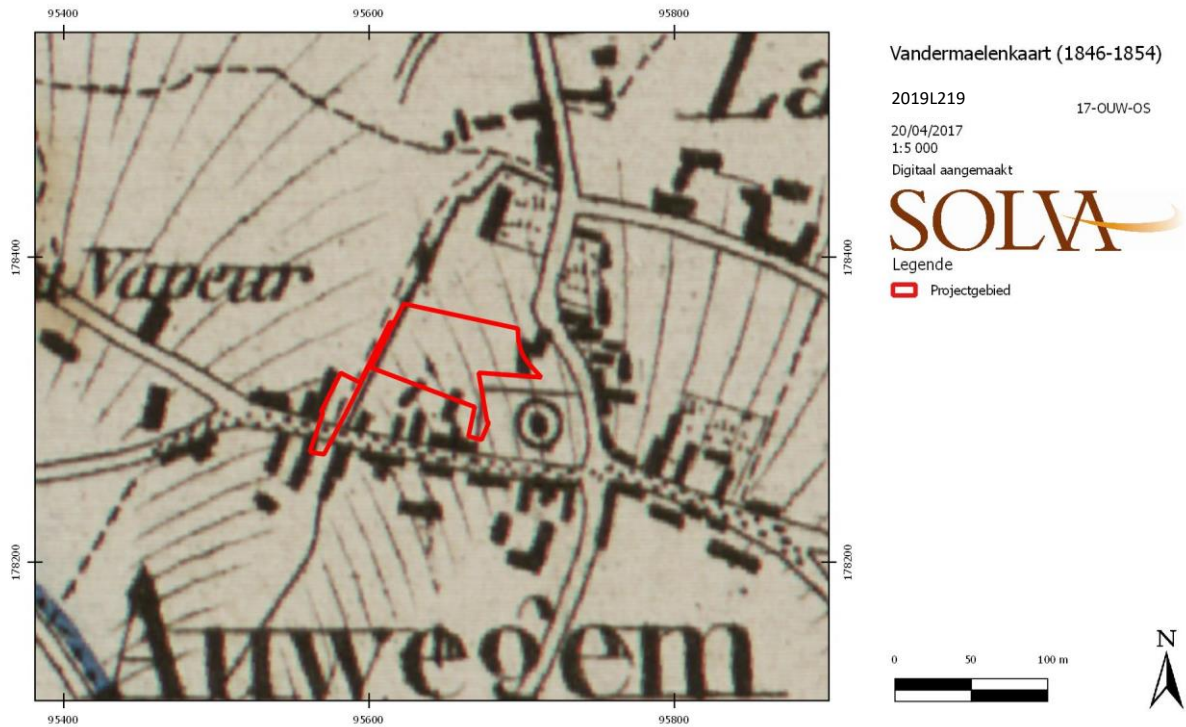 95400
95600
95800
178400
178400
178200
178200
La
Vapeur
Auwegem
95400
95600
95800
Vandermaelenkaart (1846-1854)
2019L219
17-OUW-OS
20/04/2017
1:5 000
Digitaal aangemaakt
SOLVA
Legende
Projectgebied
N
0 50 100 m